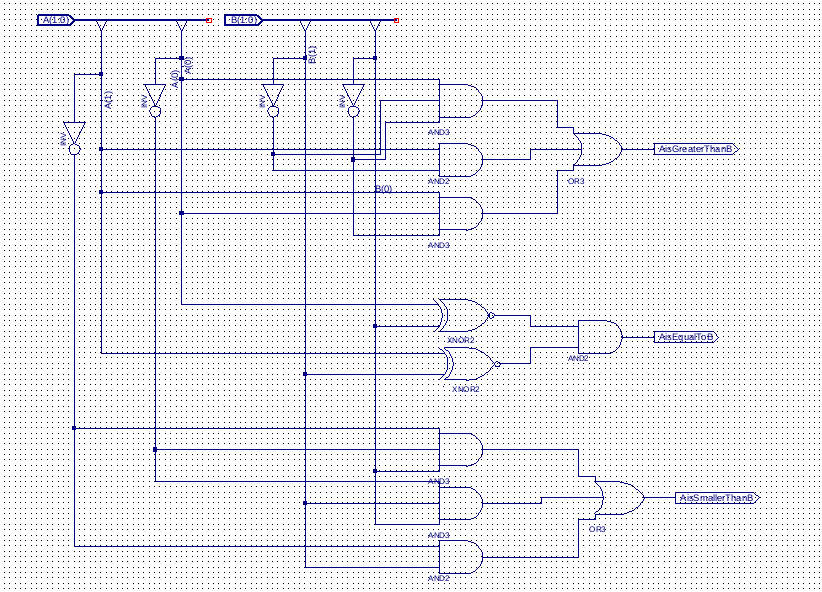 A(1:0)
B(1:0)
B(1)
A(0)
A(0)
A(1)
INV
INV
INV
INV
AND3
AisGreaterThanB
AND2
OR3
B(0)
AND3
XNOR2
AisEqualToB
AND2
XNOR2
AND3
AisSmallerThanB
OR3
AND3
AND2